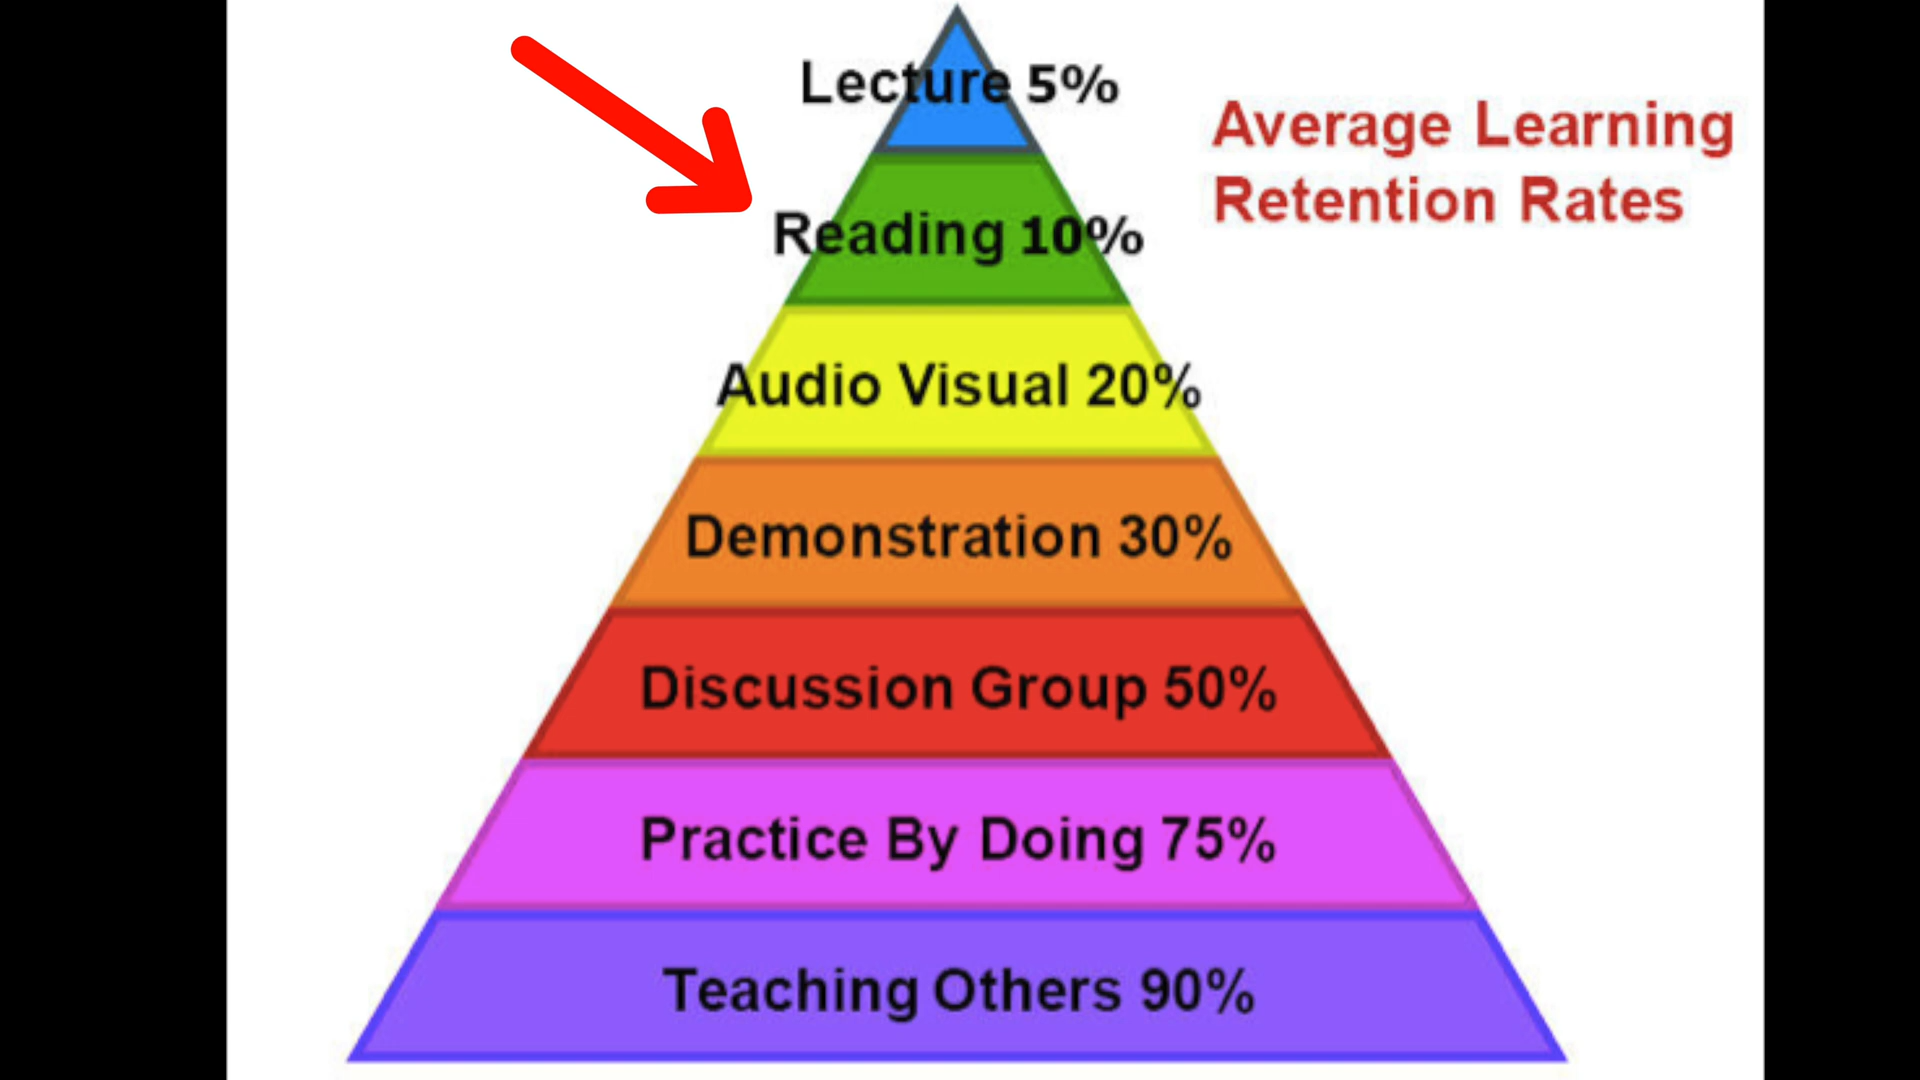 Lecture 5%
Average Learning
Retention Rates
Reading 10%
Audio Visual 20%
Demonstration 30%
Discussion Group 50%
Practice By Doing 75%
Teaching Others 90%